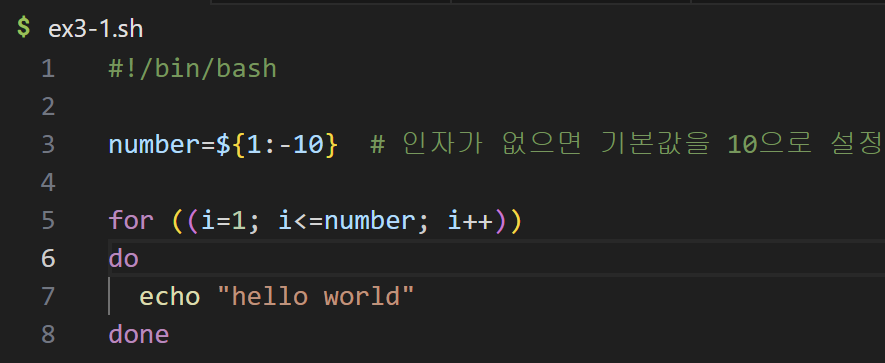 $ ex3-1.sh
1 #!/bin/bash
2
3 number=${1:-10}  # 인자가 없으면 기본값을 10으로 설정
4
5 for ((i=1; i<=number; i++))
6 do
7   echo "hello world"
8 done